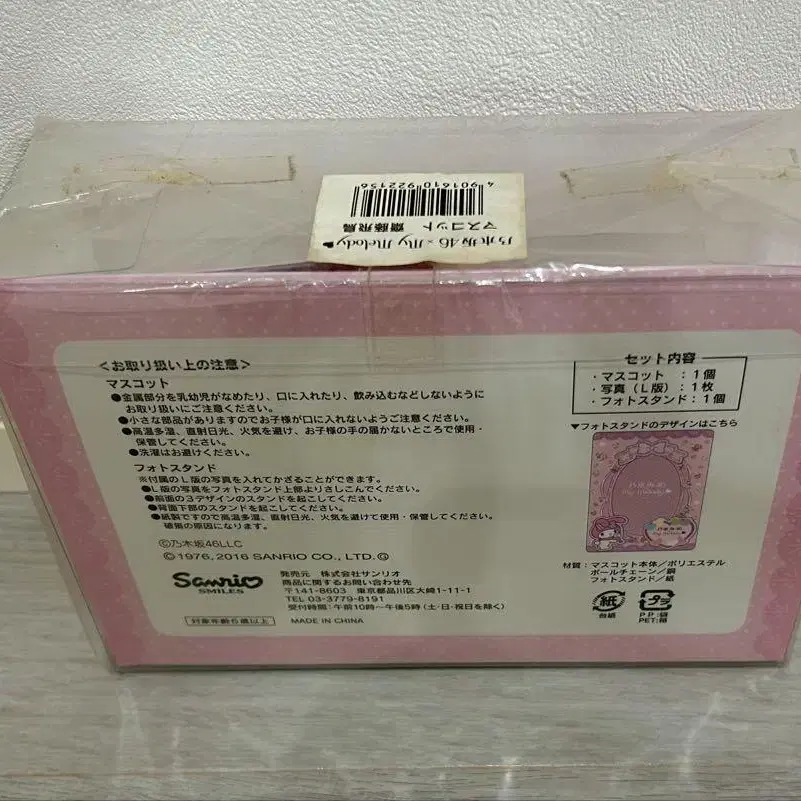 乃木坂46×My Melody♥
マスコット 齋藤飛鳥
4 901610 922156
<お取り扱い上の注意>
マスコット
●金属部分を乳幼児がなめたり、口に入れたり、飲み込むなどしないように
お取り扱いにご注意ください。
●小さな部品がありますのでお子様が口に入れないようご注意ください。
●高温多湿、直射日光、火気を避け、お子様の手の届かないところで使用・
保管してください。
●洗濯はお避けください。
フォトスタンド
※付属のL版の写真を入れてかざることができます。
●L版の写真をフォトスタンド上部よりさしこんでください。
●前面の3デザインのスタンドを起こしてください。
●背面下部のスタンドを起こしてください。
●紙製ですので高温多湿、直射日光、火気を避けて使用・保管してください。
破損の原因になります。
©乃木坂46LLC
©1976, 2016 SANRIO CO., LTD.Ⓖ
Sanrio
SMILES
発売元 株式会社サンリオ
商品に関するお問い合わせ先
〒141-8603 東京都品川区大崎1-11-1
TEL 03-3779-8191
受付時間:午前10時〜午後5時(土・日・祝日を除く)
対象年齢6歳以上
MADE IN CHINA
セット内容
・マスコット :1個
・写真(L版):1枚
・フォトスタンド:1個
▼フォトスタンドのデザインはこちら
乃木坂46
My Melody♥
材質:マスコット本体/ポリエステル
ボールチェーン/鋼
フォトスタンド/紙
紙
台紙
プラ
PP:袋
PET:箱